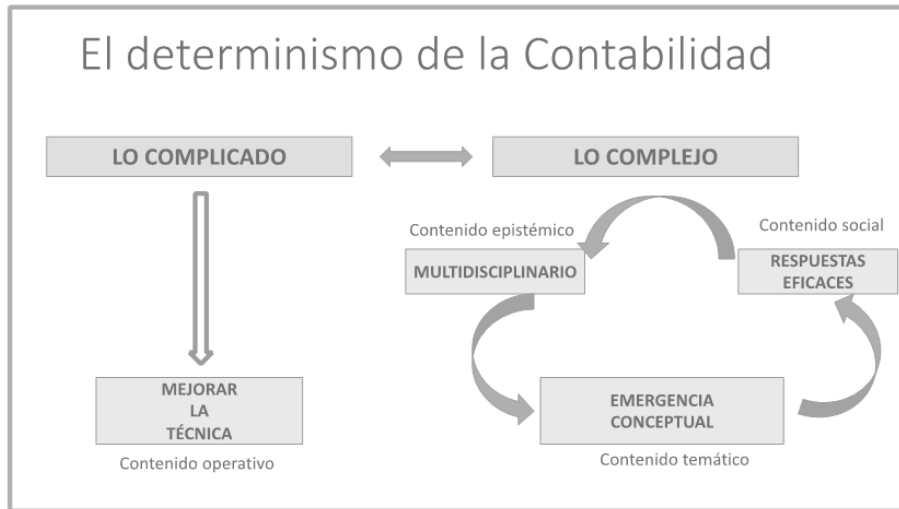 El determinismo de la Contabilidad
LO COMPLICADO
LO COMPLEJO
Contenido epistémico
Contenido social
MULTIDISCIPLINARIO
RESPUESTAS
EFICACES
MEJORAR
LA
TÉCNICA
Contenido operativo
EMERGENCIA
CONCEPTUAL
Contenido temático